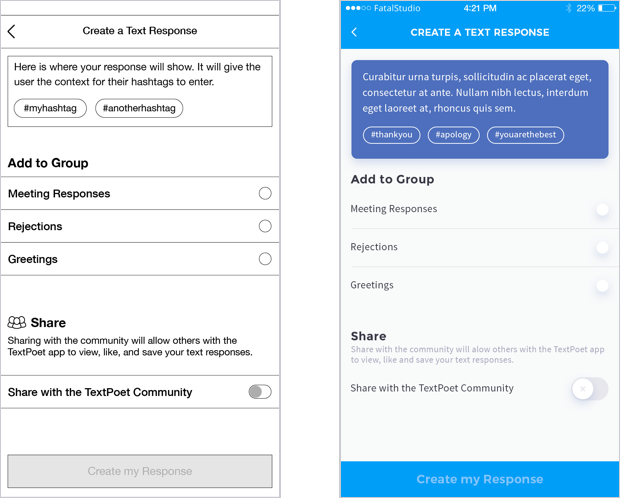 Create a Text Response
Here is where your response will show. It will give the
user the context for their hashtags to enter.
#myhashtag
#anotherhashtag
Add to Group
Meeting Responses
Rejections
Greetings
Share
Sharing with the community will allow others with the
TextPoet app to view, like, and save your text responses.
Share with the TextPoet Community
Create my Response
FatalStudio
4:21 PM
22%
CREATE A TEXT RESPONSE
Curabitur urna turpis, sollicitudin ac placerat eget,
consectetur at ante. Nullam nibh lectus, interdum
eget laoreet at, rhoncus quis sem.
#thankyou
#apology
#youarethebest
Add to Group
Meeting Responses
Rejections
Greetings
Share
Share with the community will alow others with the TextPoet app
to view, like and save your text responses.
Share with the TextPoet Community
Create my Response